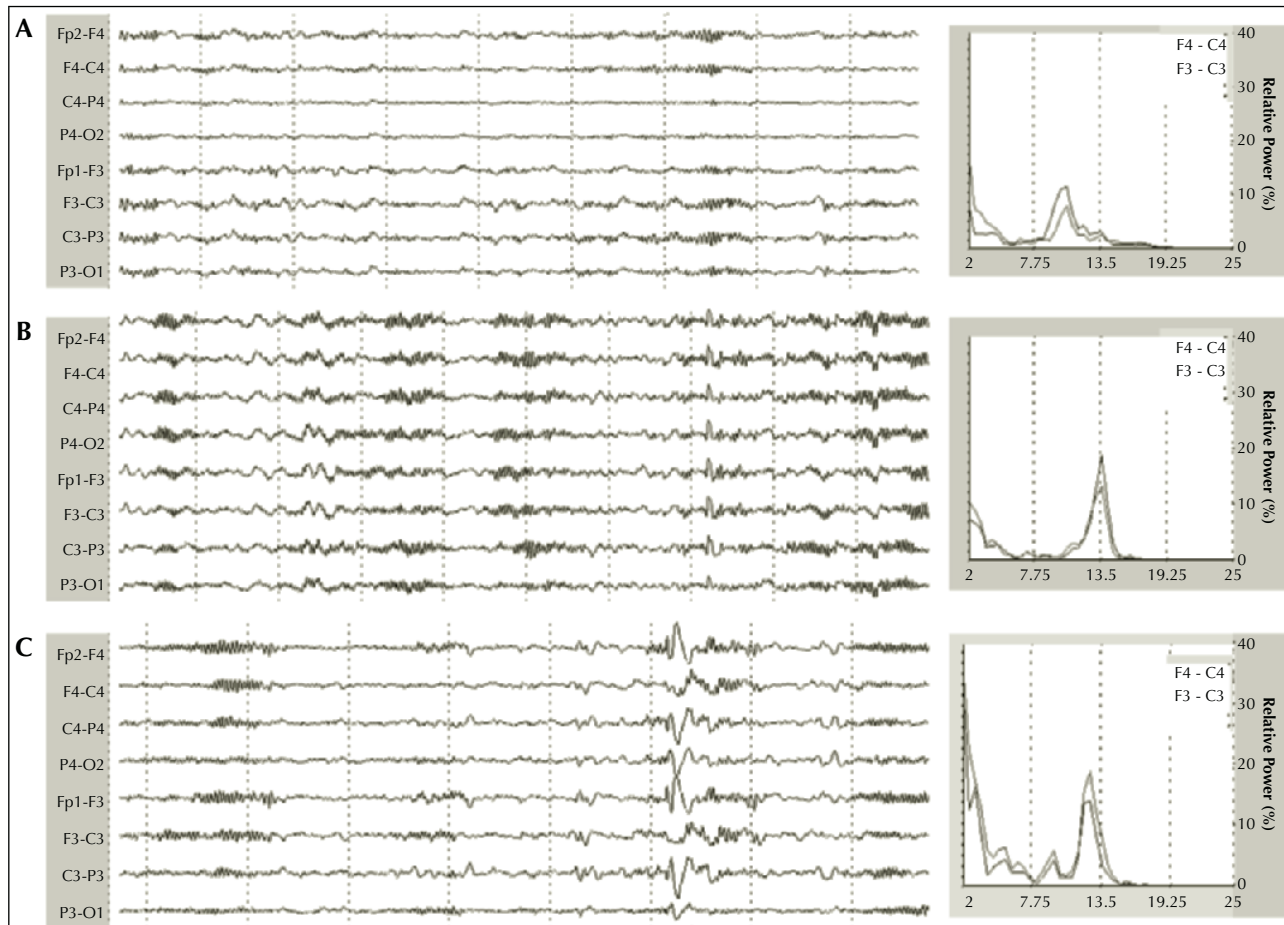 A
Fp2-F4
F4-C4
C4-P4
P4-O2
Fp1-F3
F3-C3
C3-P3
P3-O1
F4 - C4
F3 - C3
40
30
20
10
0
Relative Power (%)
2 7.75 13.5 19.25 25
B
Fp2-F4
F4-C4
C4-P4
P4-O2
Fp1-F3
F3-C3
C3-P3
P3-O1
F4 - C4
F3 - C3
40
30
20
10
0
Relative Power (%)
2 7.75 13.5 19.25 25
C
Fp2-F4
F4-C4
C4-P4
P4-O2
Fp1-F3
F3-C3
C3-P3
P3-O1
F4 - C4
F3 - C3
40
30
20
10
0
Relative Power (%)
2 7.75 13.5 19.25 25